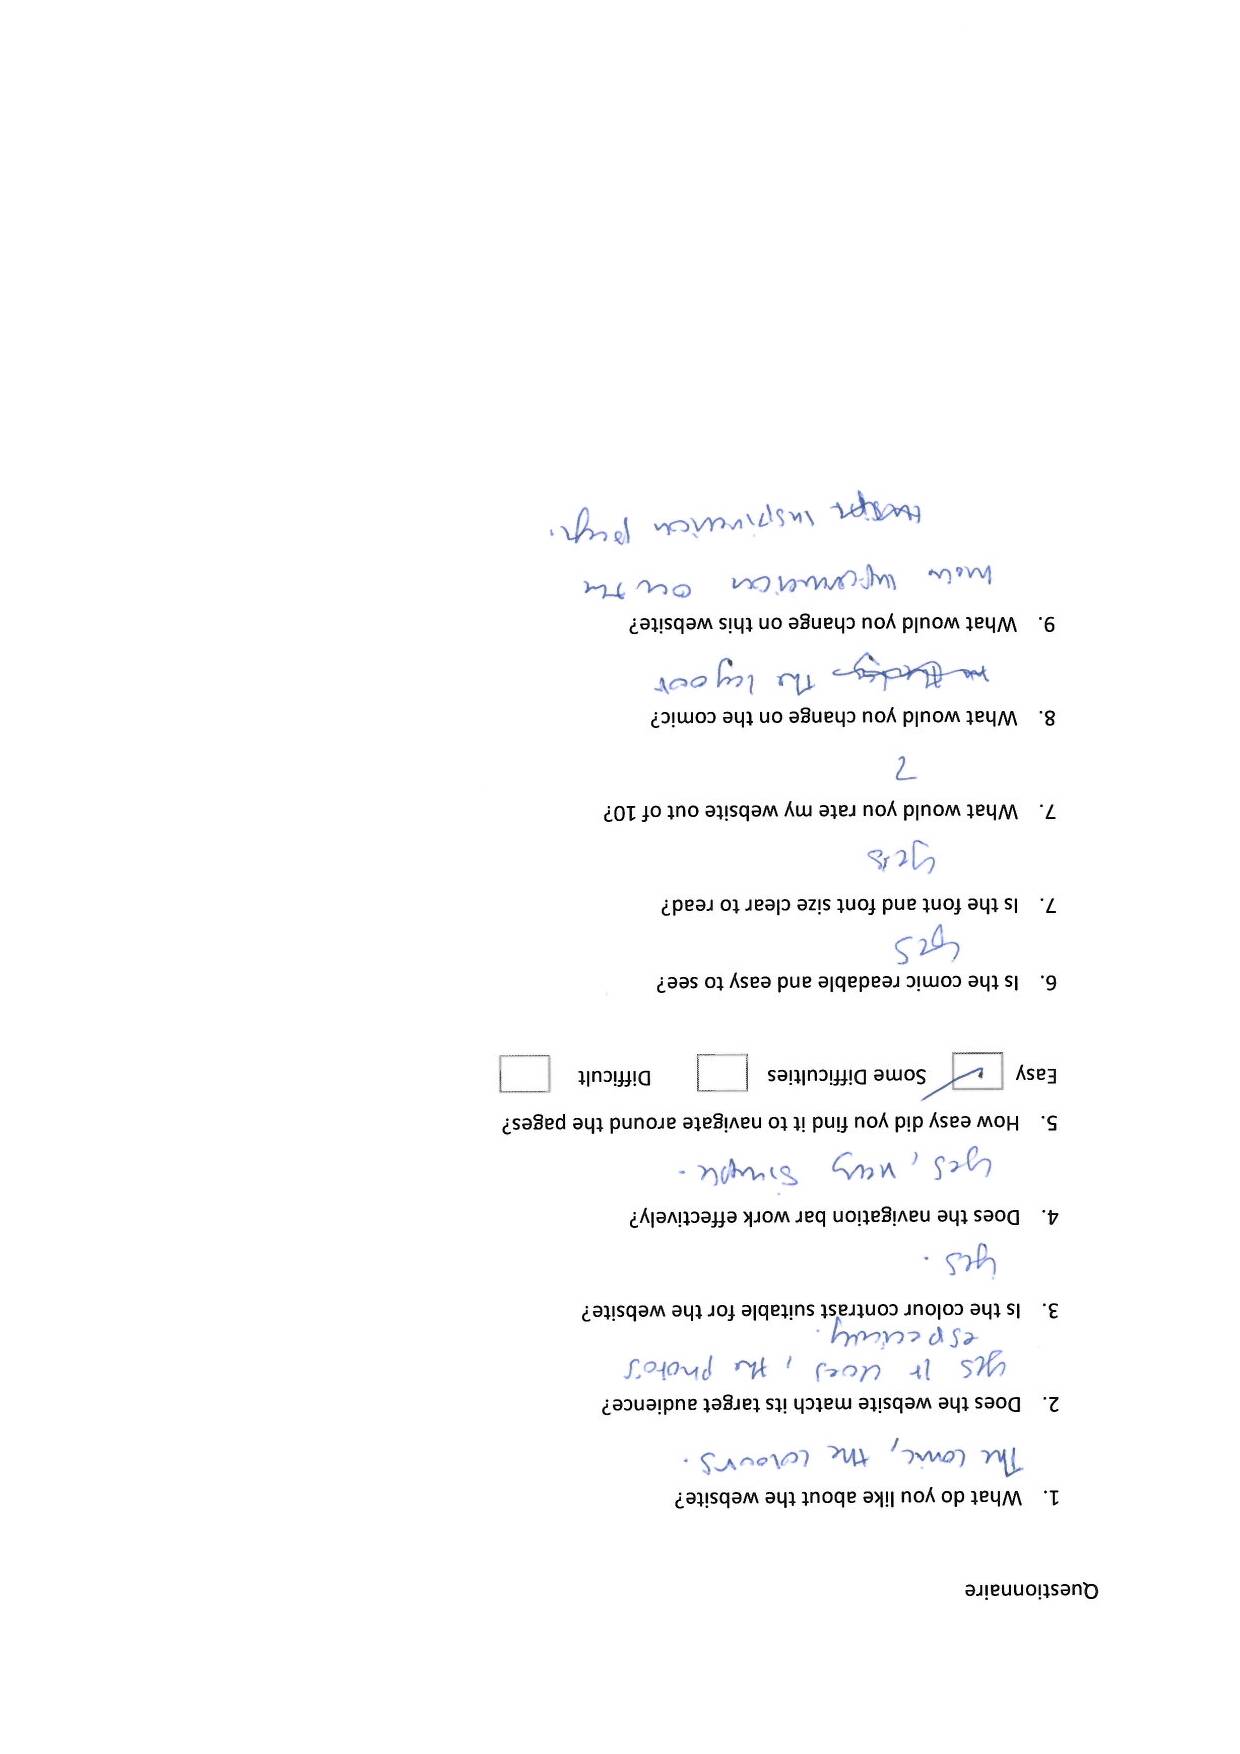 Questionnaire
1. What do you like about the website?
The comic, the colours.
2. Does the website match its target audience?
yes it does, the photos
especially.
3. Is the colour contrast suitable for the website?
yes.
4. Does the navigation bar work effectively?
yes, very simple.
5. How easy did you find it to navigate around the pages?
Easy Some Difficulties Difficult
6. Is the comic readable and easy to see?
yes
7. Is the font and font size clear to read?
yes
7. What would you rate my website out of 10?
8. What would you change on the comic?
The layout
9. What would you change on this website?
more information on the
inspiration page.